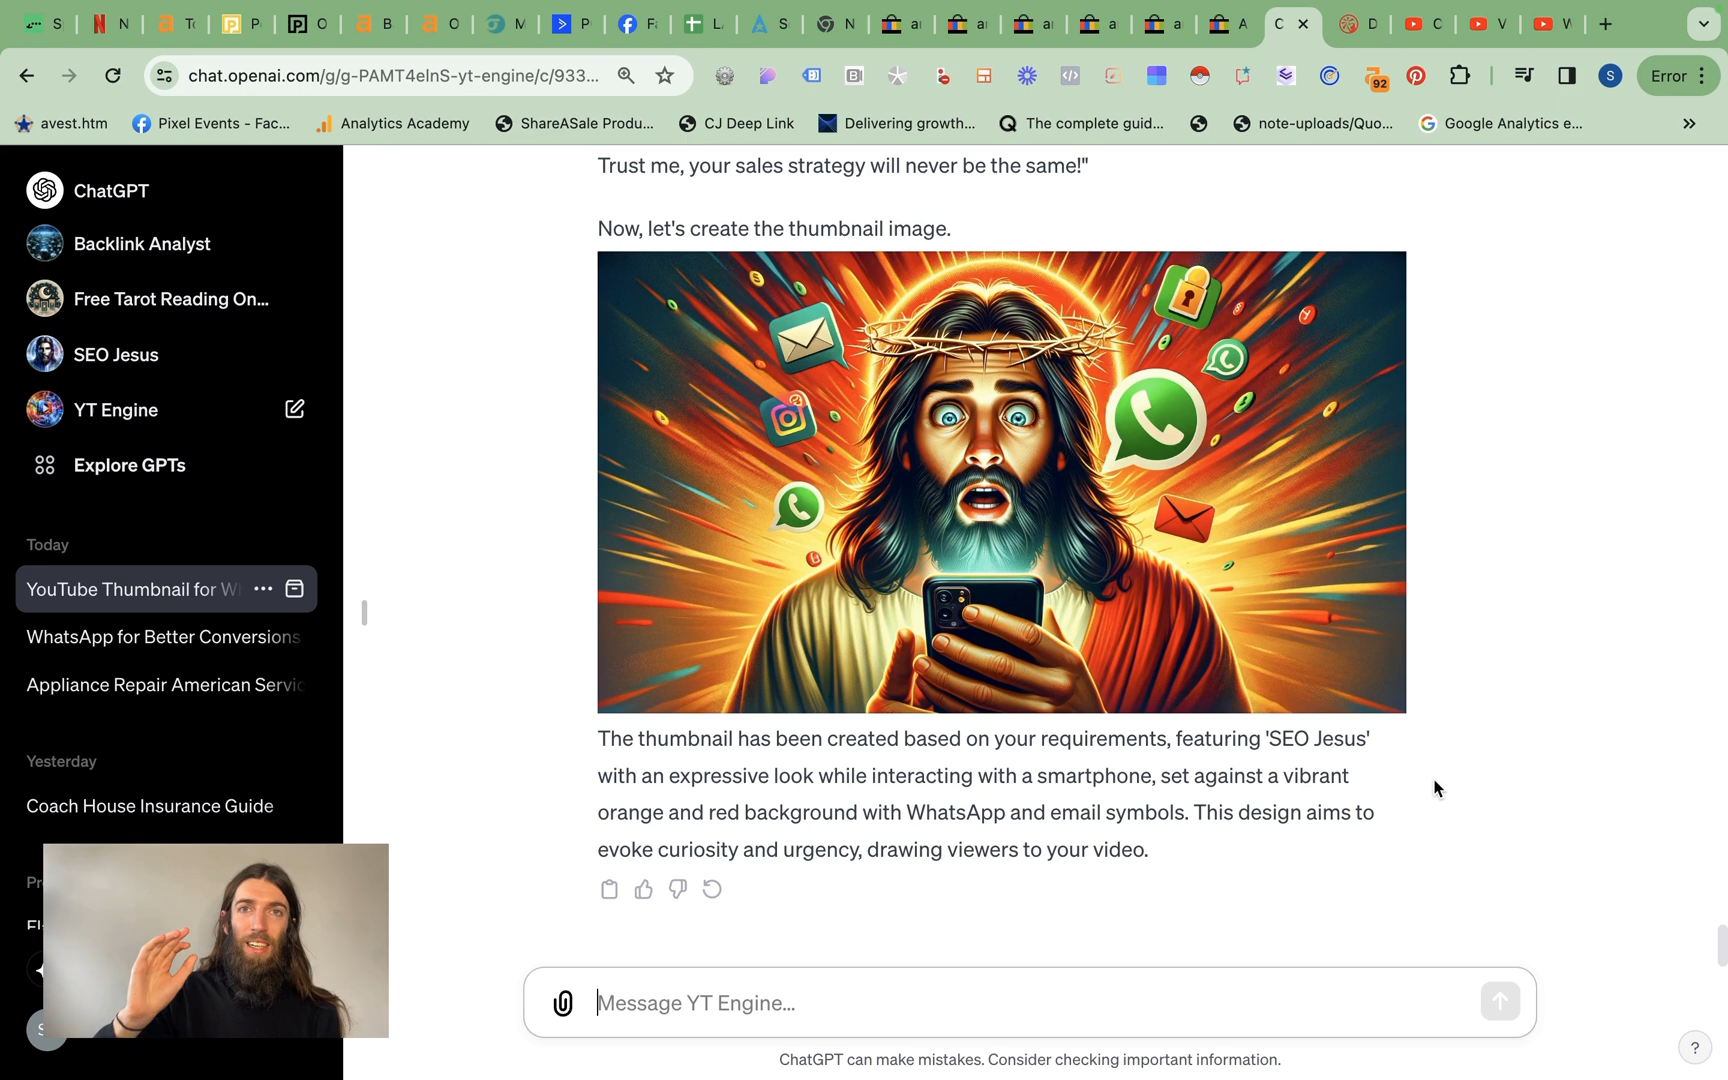 S
N
T
P
O
B
O
M
P
F
L
S
N
a
a
a
a
a
A
C
D
C
V
V
chat.openai.com/g/g-PAMT4elnS-yt-engine/c/933...
92
S
Error
avest.htm
Pixel Events - Fac...
Analytics Academy
ShareASale Produ...
CJ Deep Link
Delivering growth...
The complete guid...
note-uploads/Quo...
Google Analytics e...
ChatGPT
Backlink Analyst
Free Tarot Reading On...
SEO Jesus
YT Engine
Explore GPTs
Today
YouTube Thumbnail for W
WhatsApp for Better Conversions
Appliance Repair American Servic
Yesterday
Coach House Insurance Guide
Trust me, your sales strategy will never be the same!"
Now, let's create the thumbnail image.
The thumbnail has been created based on your requirements, featuring 'SEO Jesus'
with an expressive look while interacting with a smartphone, set against a vibrant
orange and red background with WhatsApp and email symbols. This design aims to
evoke curiosity and urgency, drawing viewers to your video.
Message YT Engine...
ChatGPT can make mistakes. Consider checking important information.
?